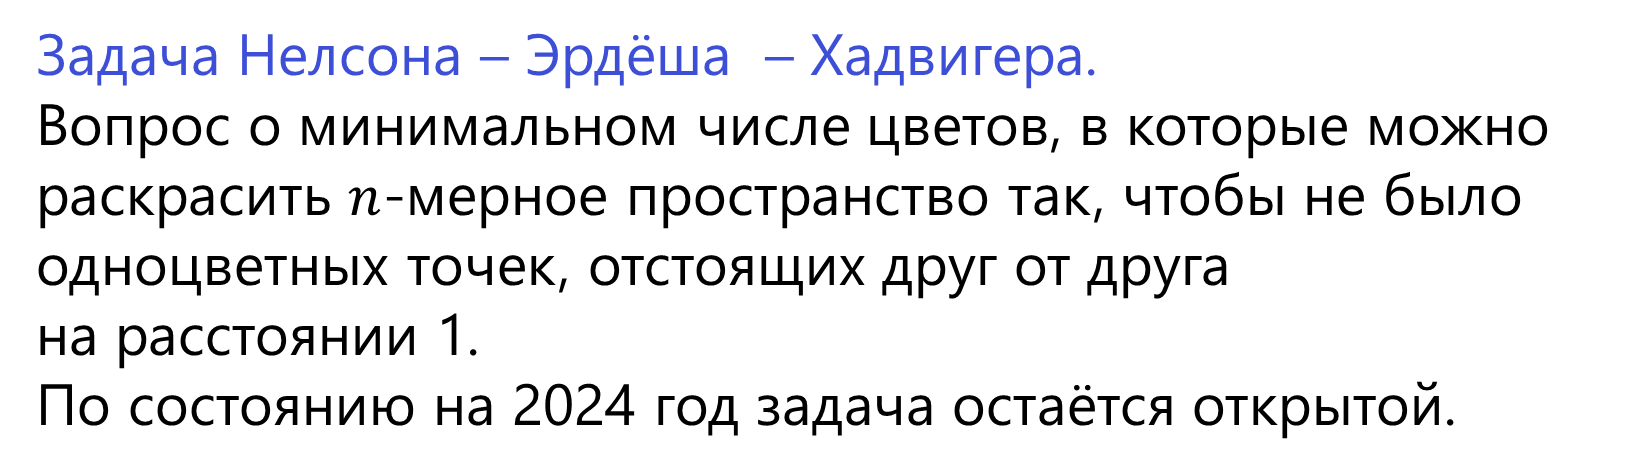 Задача Нелсона – Эрдёша – Хадвигера.
Вопрос о минимальном числе цветов, в которые можно
раскрасить n-мерное пространство так, чтобы не было
одноцветных точек, отстоящих друг от друга
на расстоянии 1.
По состоянию на 2024 год задача остаётся открытой.